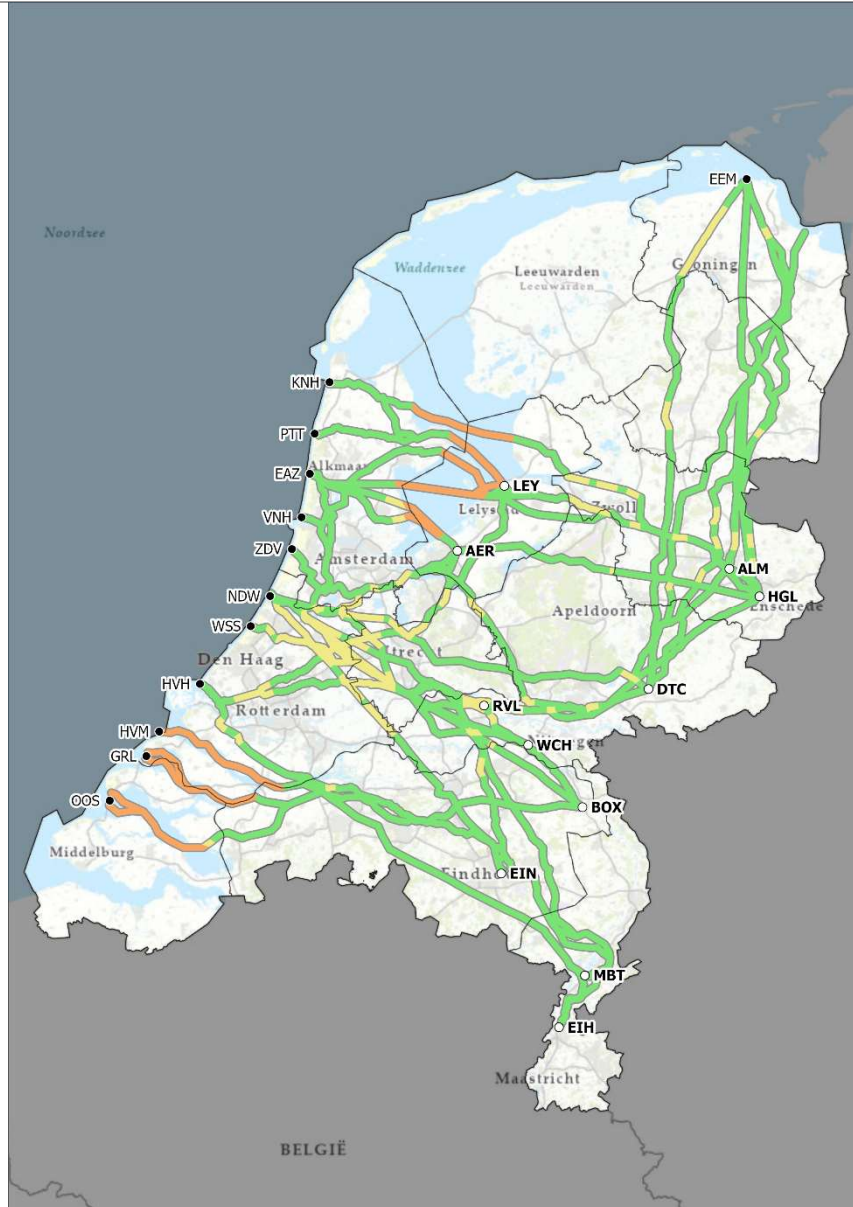 EEM
Noordzee
Groningen
Waddenzee
Leeuwarden
Leeuwarden
KNH
PTT
EAZ
Alkmaar
LEY
Zwoll
VNH
Lelystad
ZDV
AER
Amsterdam
ALM
NDW
HGL
Apeldoorn
Enschede
WSS
Den Haag
Utrecht
HVH
DTC
RVL
Rotterdam
HVM
WCH
Nijmegen
GRL
OOS
BOX
Middelburg
Eindho
EIN
MBT
EIH
Maastricht
BELGIË